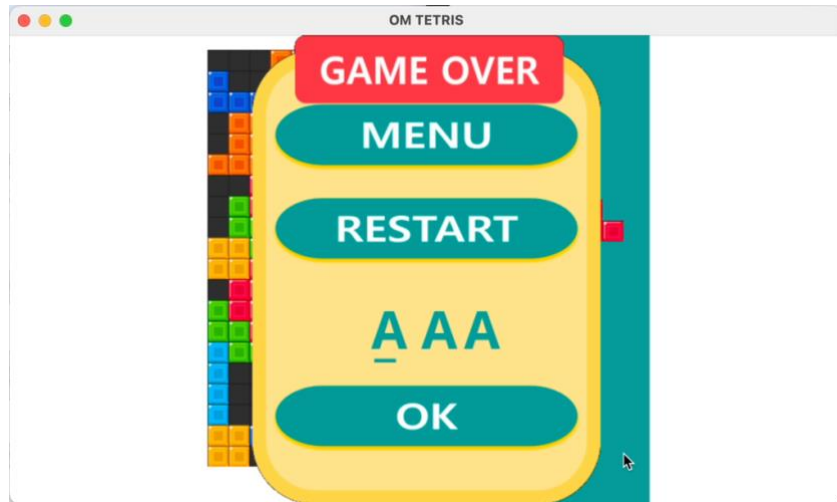 OM TETRIS
GAME OVER
MENU
RESTART
A A A
OK